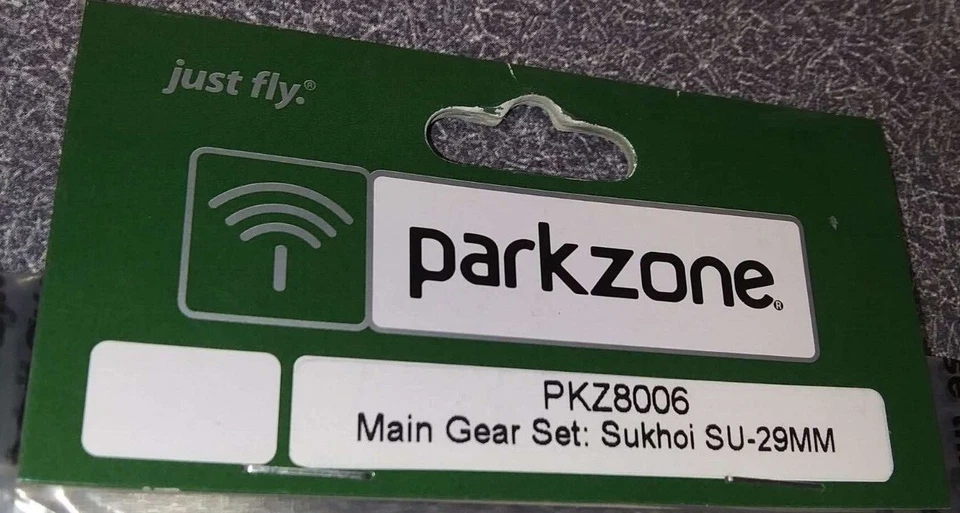 just fly.®
parkzone®
PKZ8006
Main Gear Set: Sukhoi SU-29MM